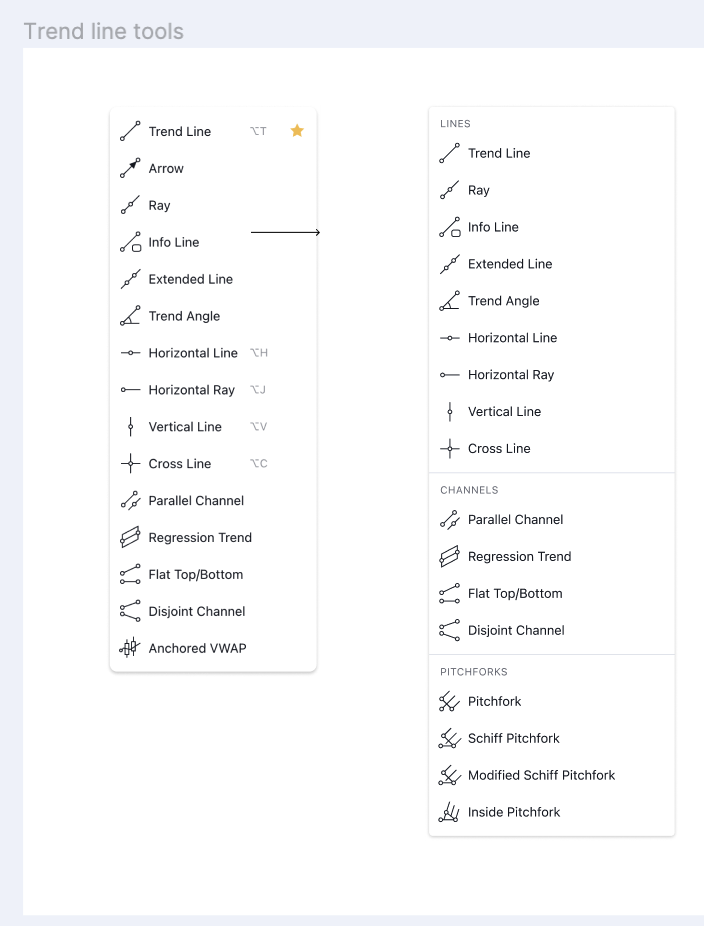 Trend line tools
Trend Line ⌥T
Arrow
Ray
Info Line
Extended Line
Trend Angle
Horizontal Line ⌥H
Horizontal Ray ⌥J
Vertical Line ⌥V
Cross Line ⌥C
Parallel Channel
Regression Trend
Flat Top/Bottom
Disjoint Channel
Anchored VWAP
LINES
Trend Line
Ray
Info Line
Extended Line
Trend Angle
Horizontal Line
Horizontal Ray
Vertical Line
Cross Line
CHANNELS
Parallel Channel
Regression Trend
Flat Top/Bottom
Disjoint Channel
PITCHFORKS
Pitchfork
Schiff Pitchfork
Modified Schiff Pitchfork
Inside Pitchfork